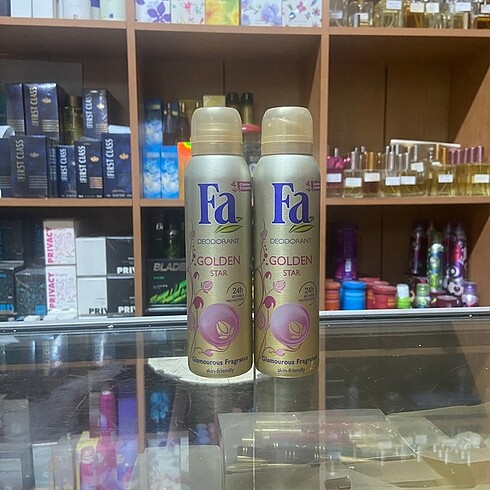 Fa
DEODORANT
GOLDEN
STAR
24h
Glamourous Fragrance
skin-friendly
Fa
DEODORANT
GOLDEN
STAR
24h
Glamourous Fragrance
skin-friendly
FIRST CLASS
FIRST CLASS
PRIVACY
PRIV
PRIV
BLADE